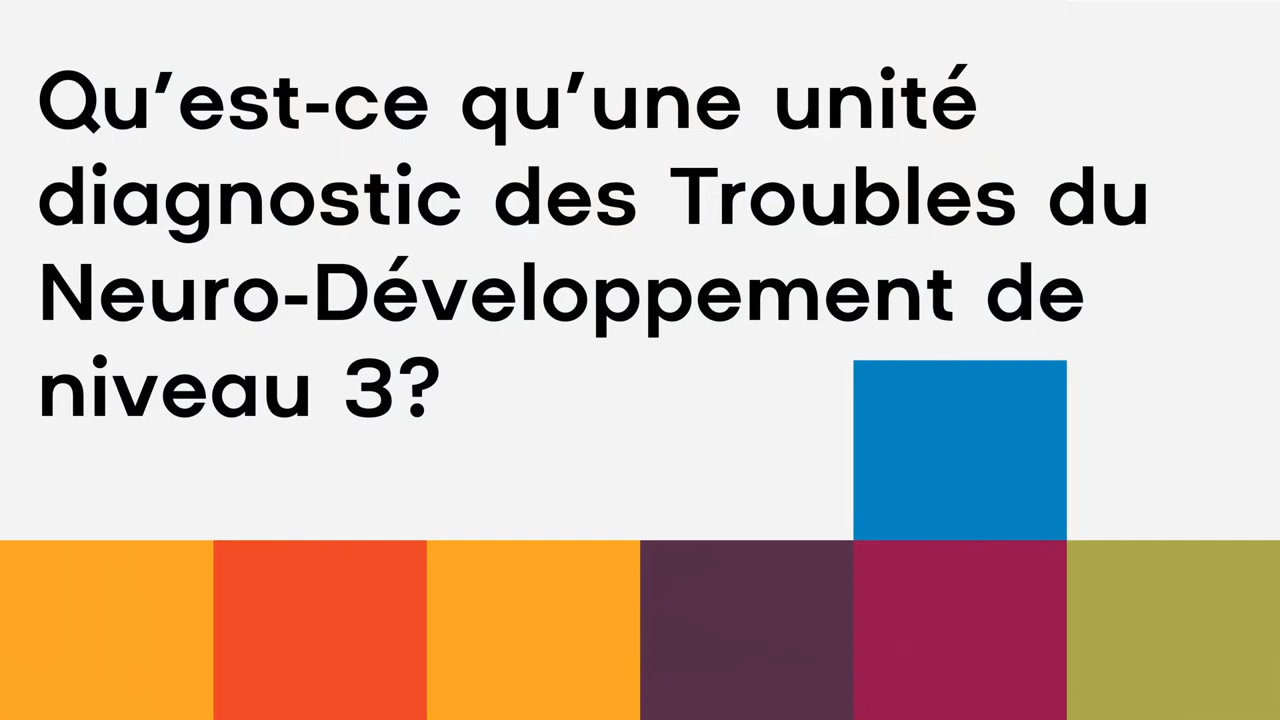 Qu’est-ce qu’une unité
diagnostic des Troubles du
Neuro-Développement de
niveau 3?